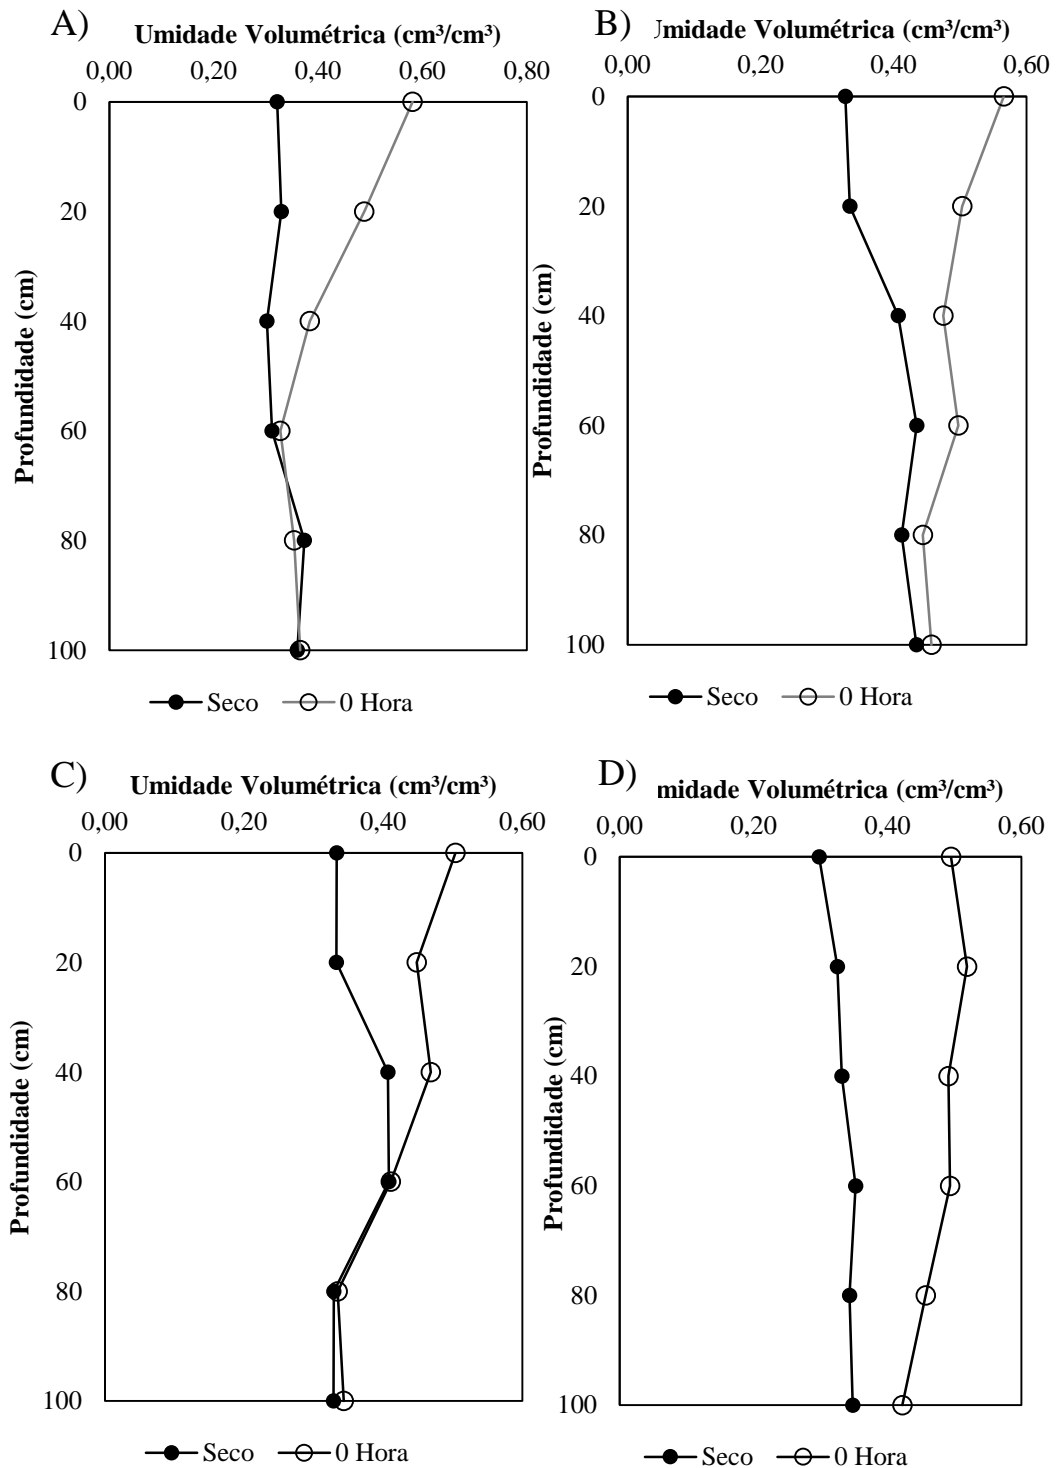 A)
Umidade Volumétrica (cm³/cm³)
0,00 0,20 0,40 0,60 0,80
0
20
40
60
80
100
Profundidade (cm)
Seco 0 Hora
B)
Umidade Volumétrica (cm³/cm³)
0,00 0,20 0,40 0,60
0
20
40
60
80
100
Profundidade (cm)
Seco 0 Hora
C)
Umidade Volumétrica (cm³/cm³)
0,00 0,20 0,40 0,60
0
20
40
60
80
100
Profundidade (cm)
Seco 0 Hora
D)
midade Volumétrica (cm³/cm³)
0,00 0,20 0,40 0,60
0
20
40
60
80
100
Profundidade (cm)
Seco 0 Hora